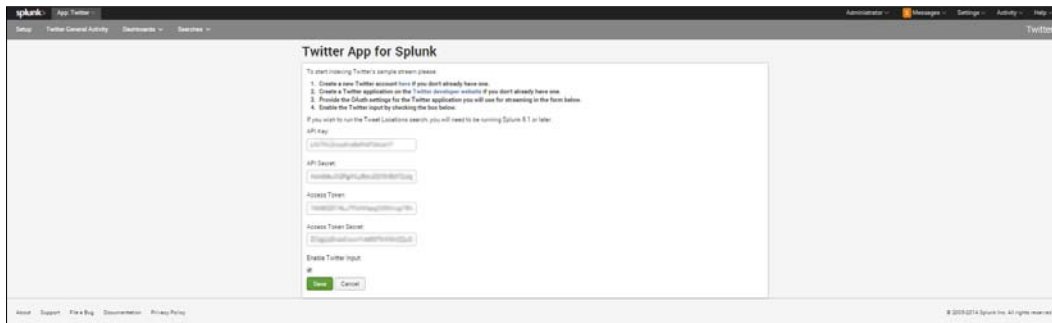 splunk> App: Twitter Administrator Messages Settings Activity Help
Setup Twitter General Activity Dashboards Searches Twitter
Twitter App for Splunk
To start indexing Twitter's sample stream please:
1. Create a new Twitter account here if you don't already have one.
2. Create a Twitter application on the Twitter developer website if you don't already have one.
3. Provide the OAuth settings for the Twitter application you will use for streaming in the form below.
4. Enable the Twitter input by checking the box below.
If you wish to run the Tweet Locations search, you will need to be running Splunk 6.1 or later.
API Key:
API Secret:
Access Token:
Access Token Secret:
Enable Twitter Input:
Save Cancel
About Support File a Bug Documentation Privacy Policy © 2005-2014 Splunk Inc. All rights reserved.